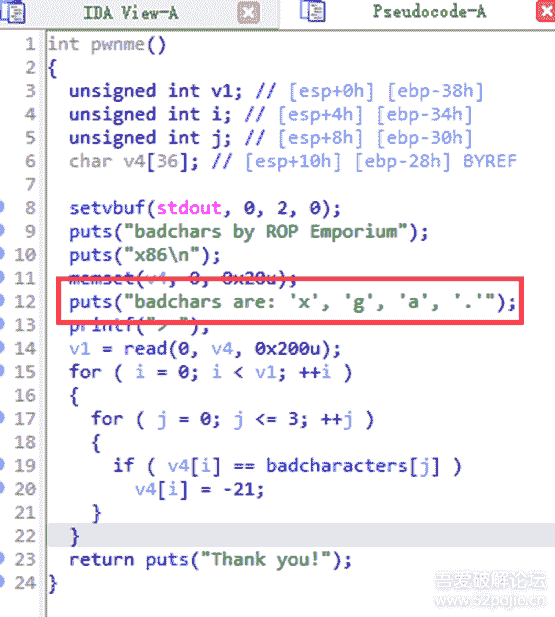 IDA View-A
Pseudocode-A
1 int pwnme()
2 {
3 unsigned int v1; // [esp+0h] [ebp-38h]
4 unsigned int i; // [esp+4h] [ebp-34h]
5 unsigned int j; // [esp+8h] [ebp-30h]
6 char v4[36]; // [esp+10h] [ebp-28h] BYREF
7
8 setvbuf(stdout, 0, 2, 0);
9 puts("badchars by ROP Emporium");
10 puts("x86\n");
11 memset(v4, 0, 0x20u);
12 puts("badchars are: 'x', 'g', 'a', '.'");
13 printf("> ");
14 v1 = read(0, v4, 0x200u);
15 for ( i = 0; i < v1; ++i )
16 {
17 for ( j = 0; j <= 3; ++j )
18 {
19 if ( v4[i] == badcharacters[j] )
20 v4[i] = -21;
21 }
22 }
23 return puts("Thank you!");
24 }
吾爱破解论坛
www.52pojie.cn